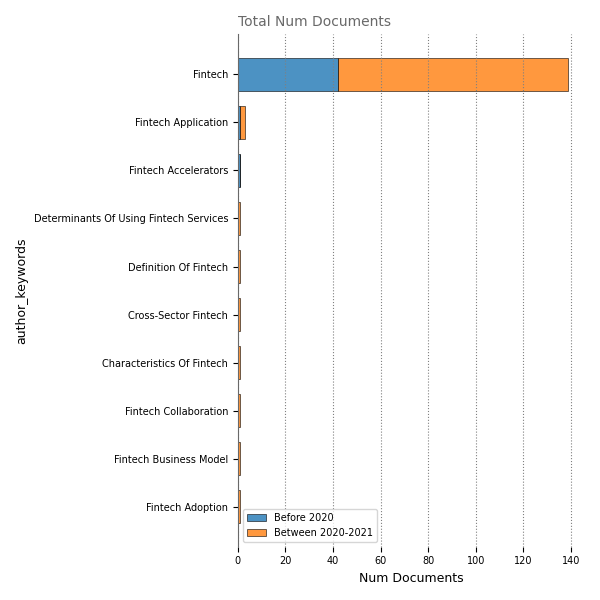 Total Num Documents
Fintech
Fintech Application
Fintech Accelerators
Determinants Of Using Fintech Services
Definition Of Fintech
Cross-Sector Fintech
Characteristics Of Fintech
Fintech Collaboration
Fintech Business Model
Fintech Adoption
author_keywords
Before 2020
Between 2020-2021
0 20 40 60 80 100 120 140
Num Documents